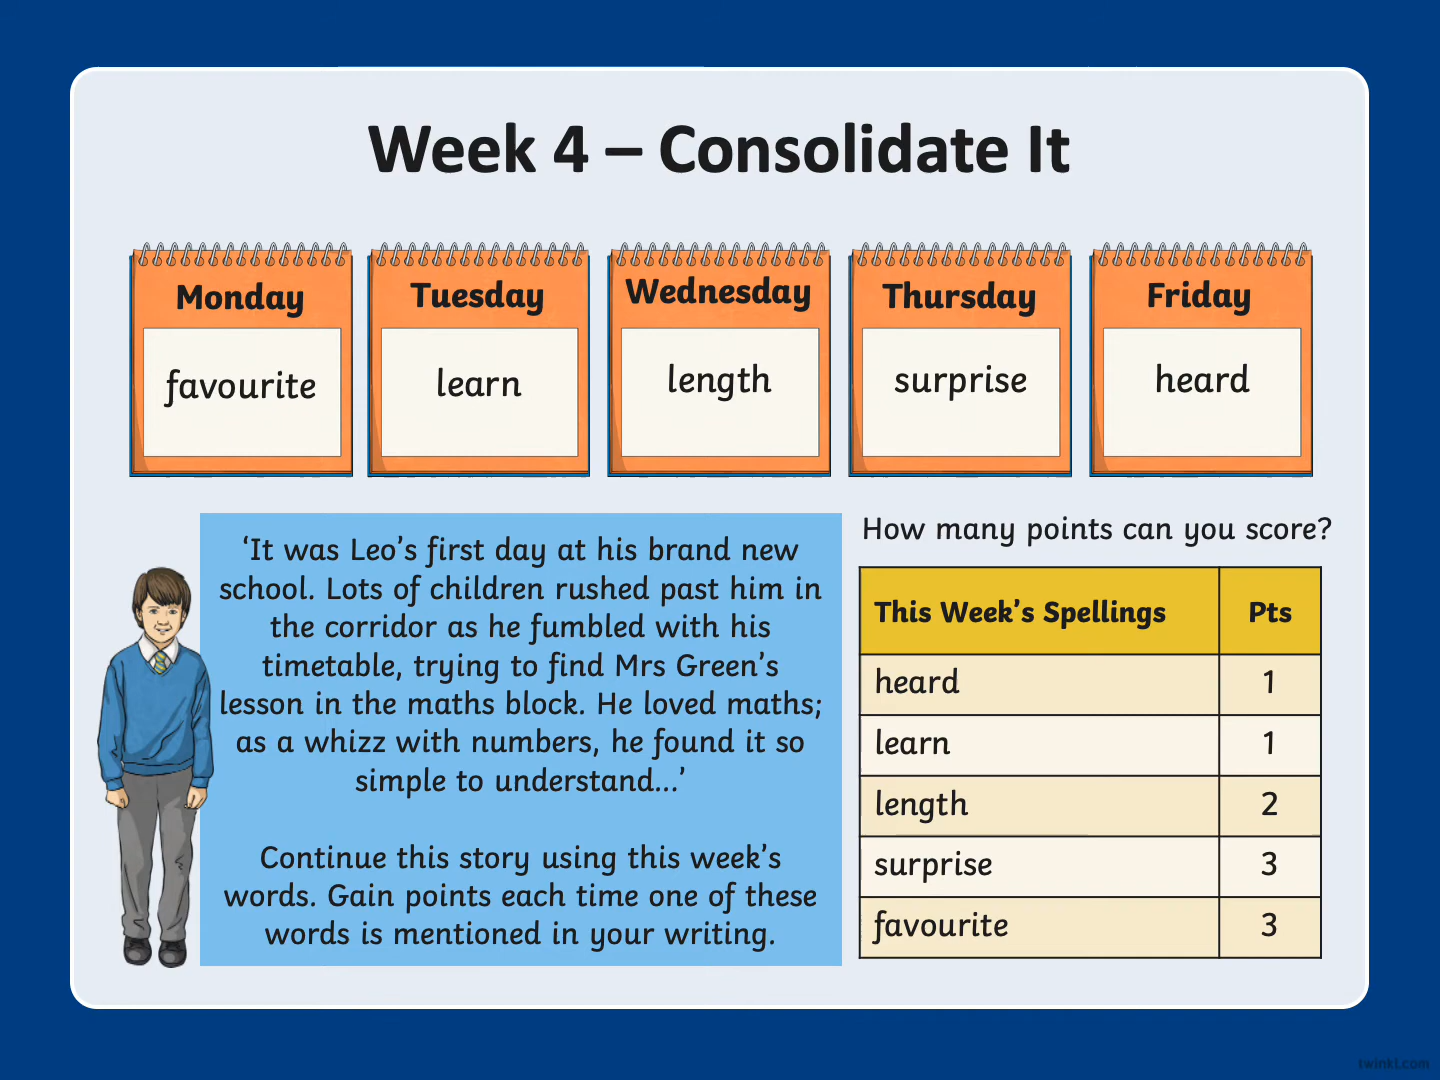 Week 4 – Consolidate It
Monday
favourite
Tuesday
learn
Wednesday
length
Thursday
surprise
Friday
heard
‘It was Leo’s first day at his brand new
school. Lots of children rushed past him in
the corridor as he fumbled with his
timetable, trying to find Mrs Green’s
lesson in the maths block. He loved maths;
as a whizz with numbers, he found it so
simple to understand...’
Continue this story using this week’s
words. Gain points each time one of these
words is mentioned in your writing.
How many points can you score?
This Week’s Spellings Pts
heard 1
learn 1
length 2
surprise 3
favourite 3
twinkl.com